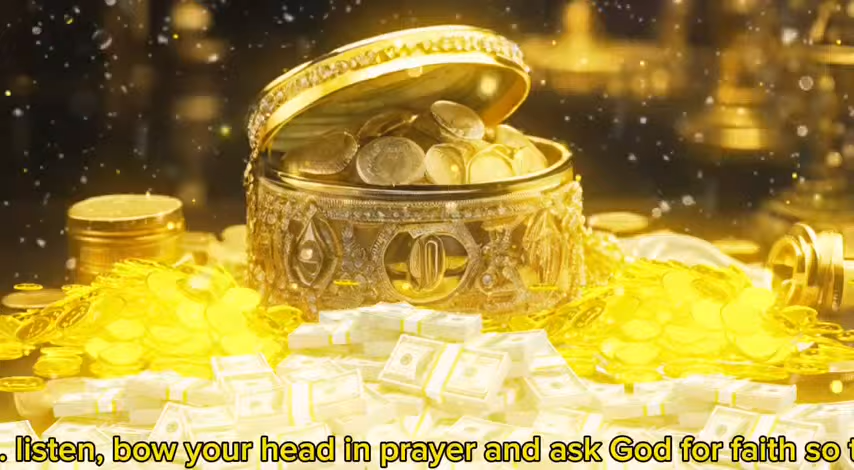 . listen, bow your head in prayer and ask God for faith so t